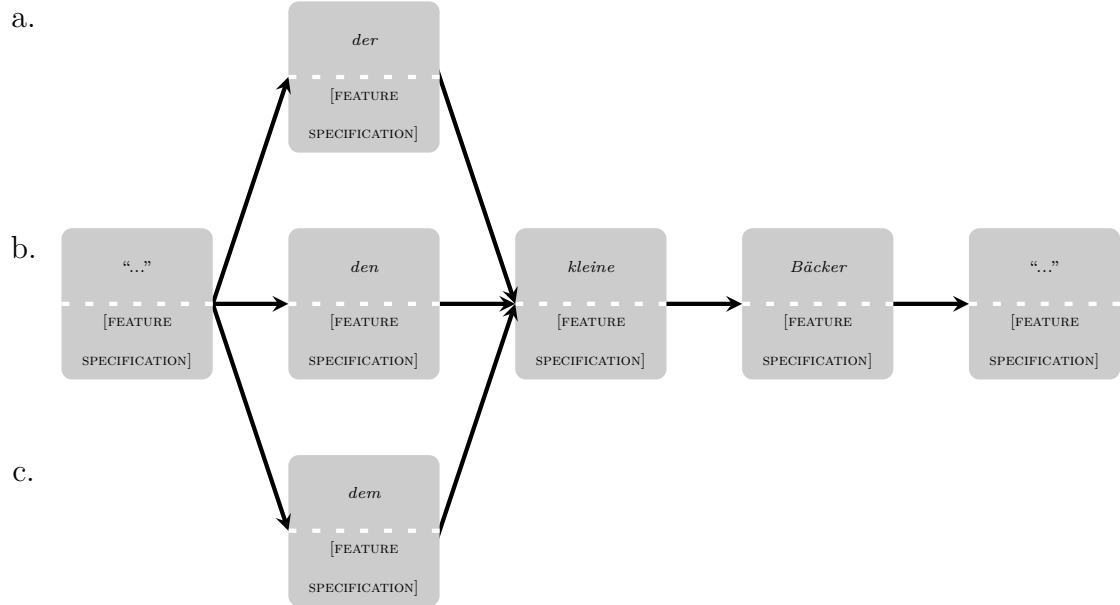 a.
der
[FEATURE
SPECIFICATION]
b.
“...”
[FEATURE
SPECIFICATION]
den
[FEATURE
SPECIFICATION]
kleine
[FEATURE
SPECIFICATION]
Bäcker
[FEATURE
SPECIFICATION]
“...”
[FEATURE
SPECIFICATION]
c.
dem
[FEATURE
SPECIFICATION]